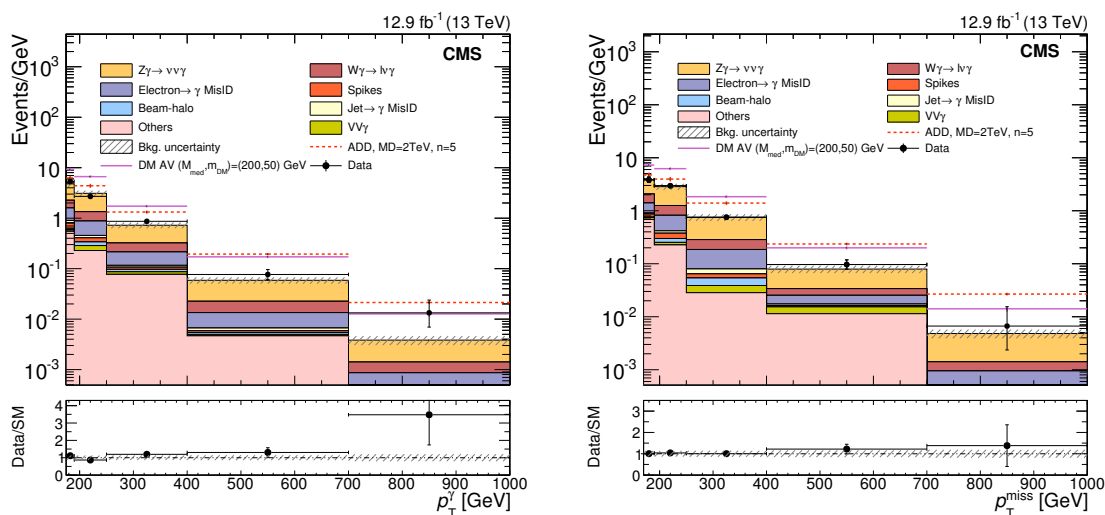 12.9 fb⁻¹ (13 TeV)
CMS
Events/GeV
10³
10²
10
1
10⁻¹
10⁻²
10⁻³
Zγ→ ννγ
Wγ→ lνγ
Electron→ γ MisID
Spikes
Beam-halo
Jet→ γ MisID
Others
VVγ
Bkg. uncertainty
ADD, MD=2TeV, n=5
DM AV (M_med,m_DM)=(200,50) GeV
Data
Data/SM
4
3
2
1
0
200 300 400 500 600 700 800 900 1000
p_T^γ [GeV]
12.9 fb⁻¹ (13 TeV)
CMS
Events/GeV
10³
10²
10
1
10⁻¹
10⁻²
10⁻³
Zγ→ ννγ
Wγ→ lνγ
Electron→ γ MisID
Spikes
Beam-halo
Jet→ γ MisID
Others
VVγ
Bkg. uncertainty
ADD, MD=2TeV, n=5
DM AV (M_med,m_DM)=(200,50) GeV
Data
Data/SM
3
2
1
0
200 300 400 500 600 700 800 900 1000
p_T^miss [GeV]